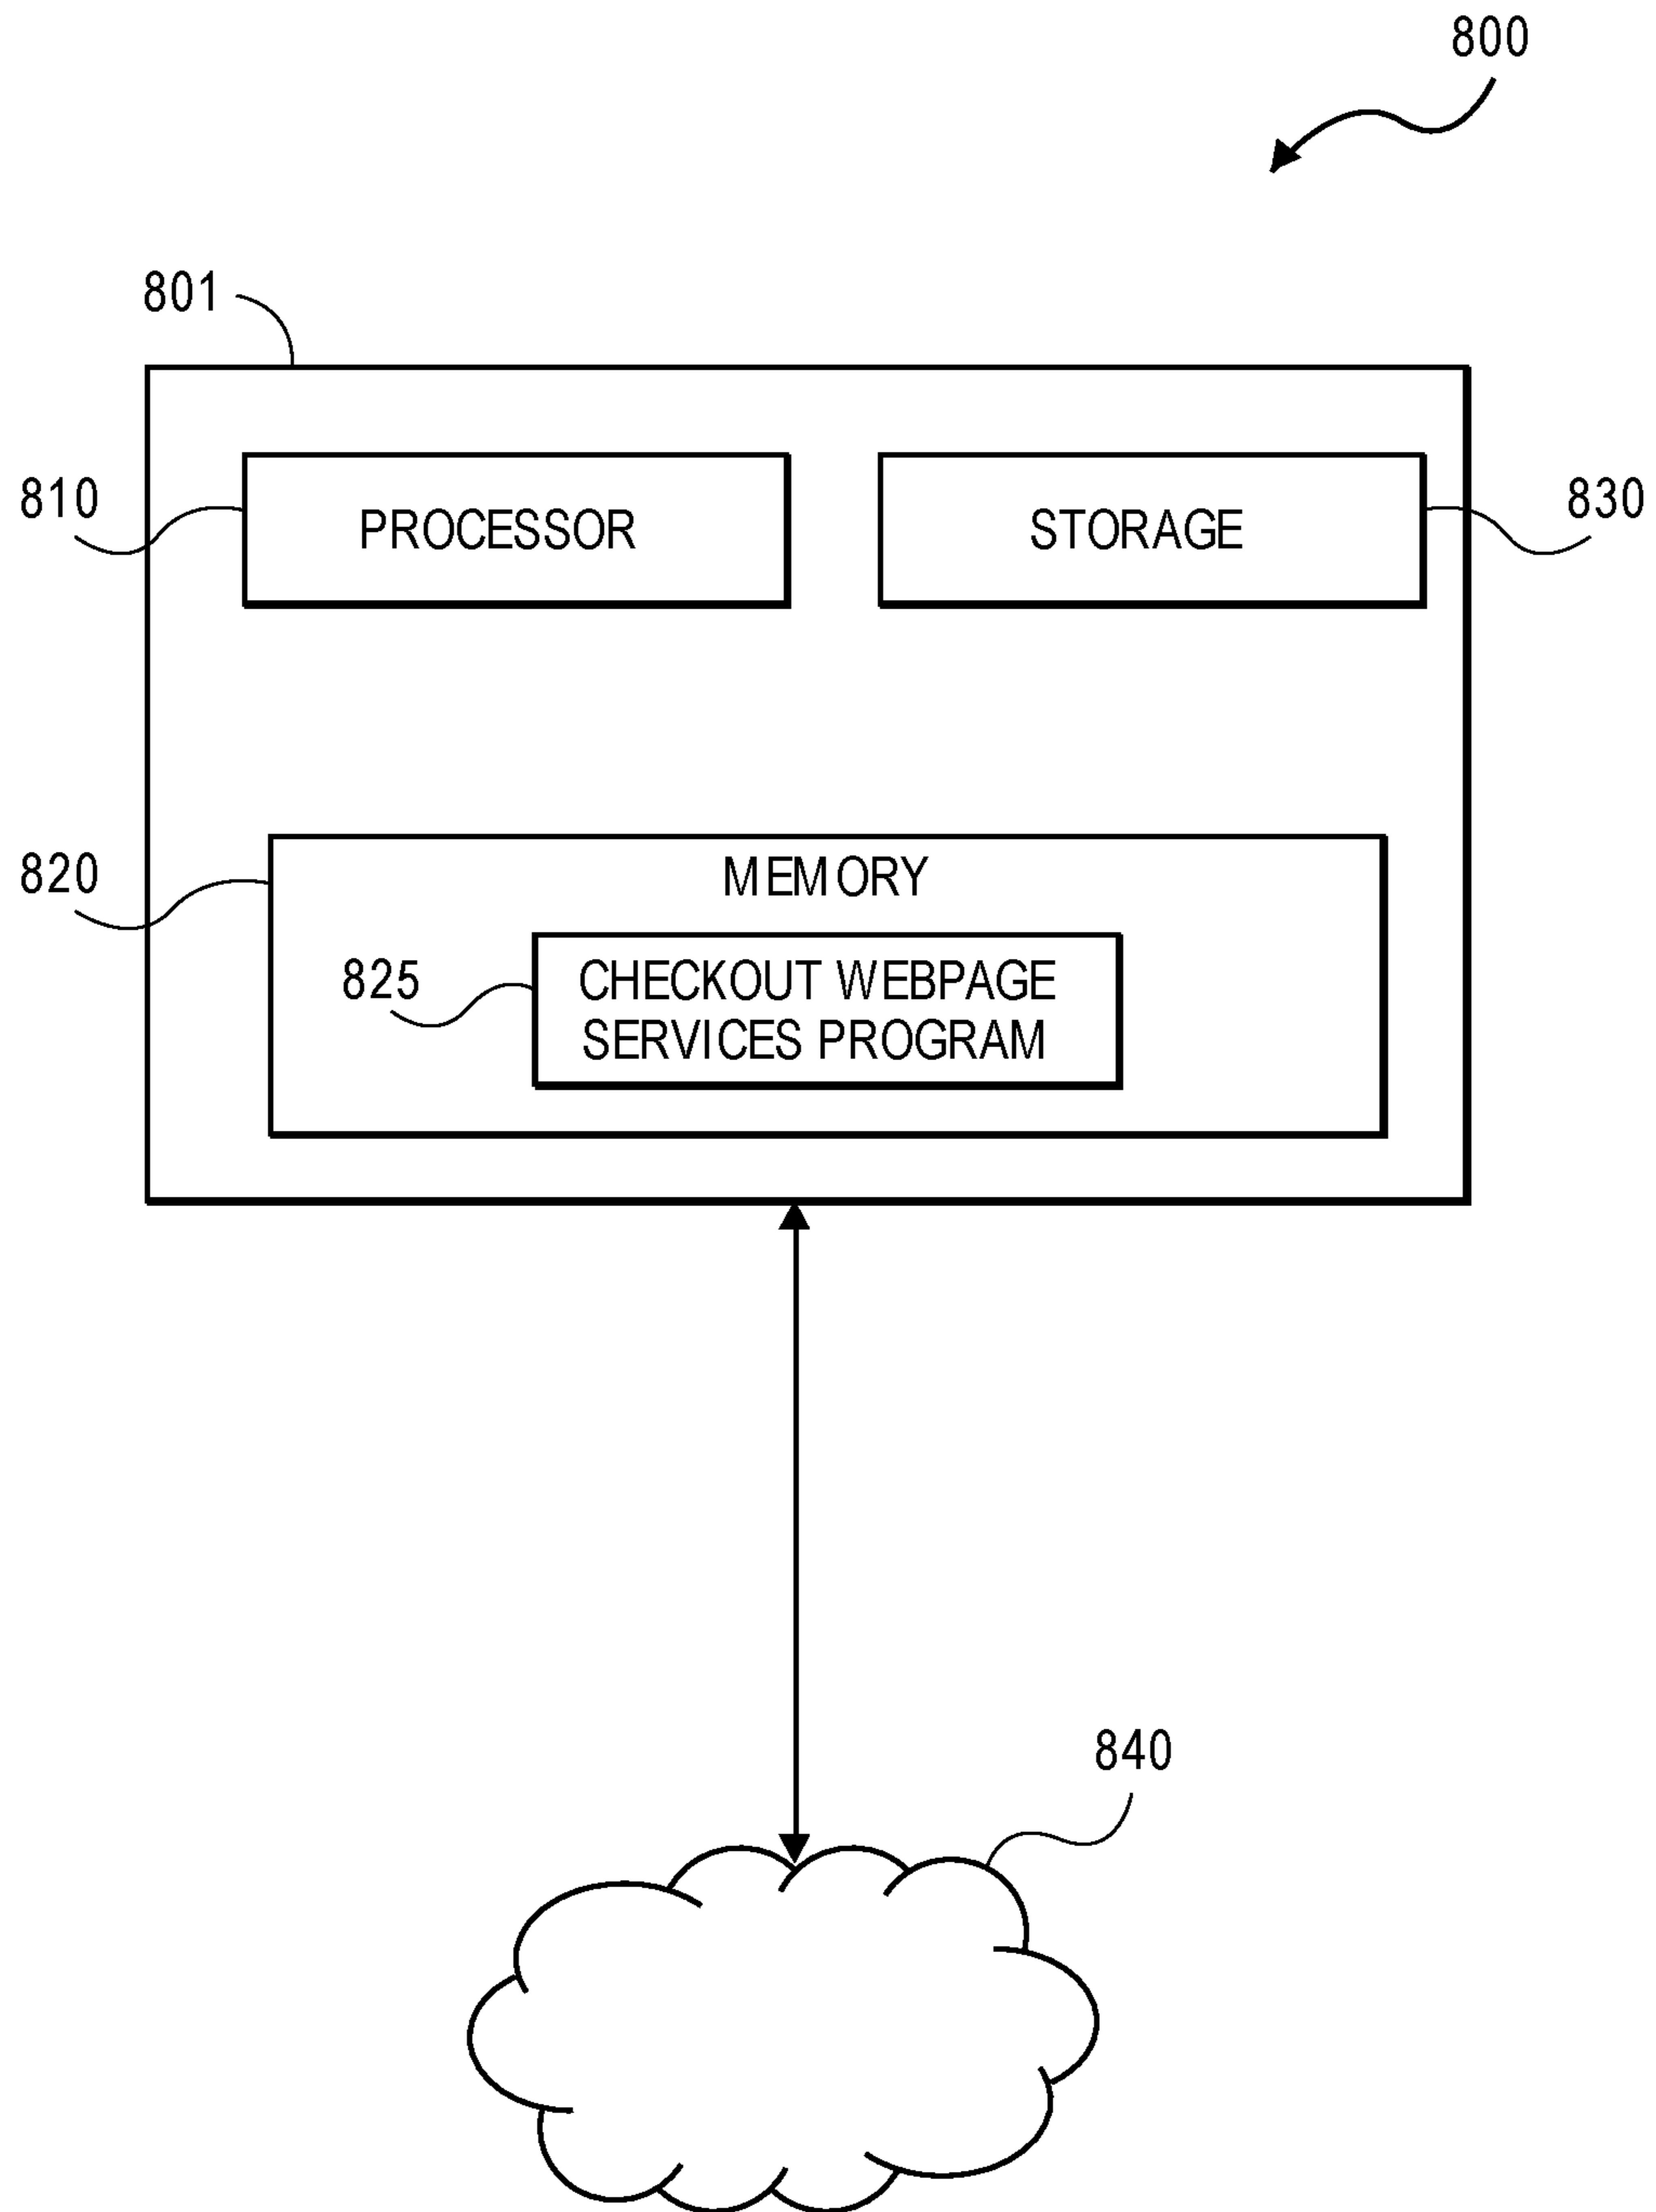 800
801
810
PROCESSOR
STORAGE
830
820
MEMORY
825
CHECKOUT WEBPAGE
SERVICES PROGRAM
840